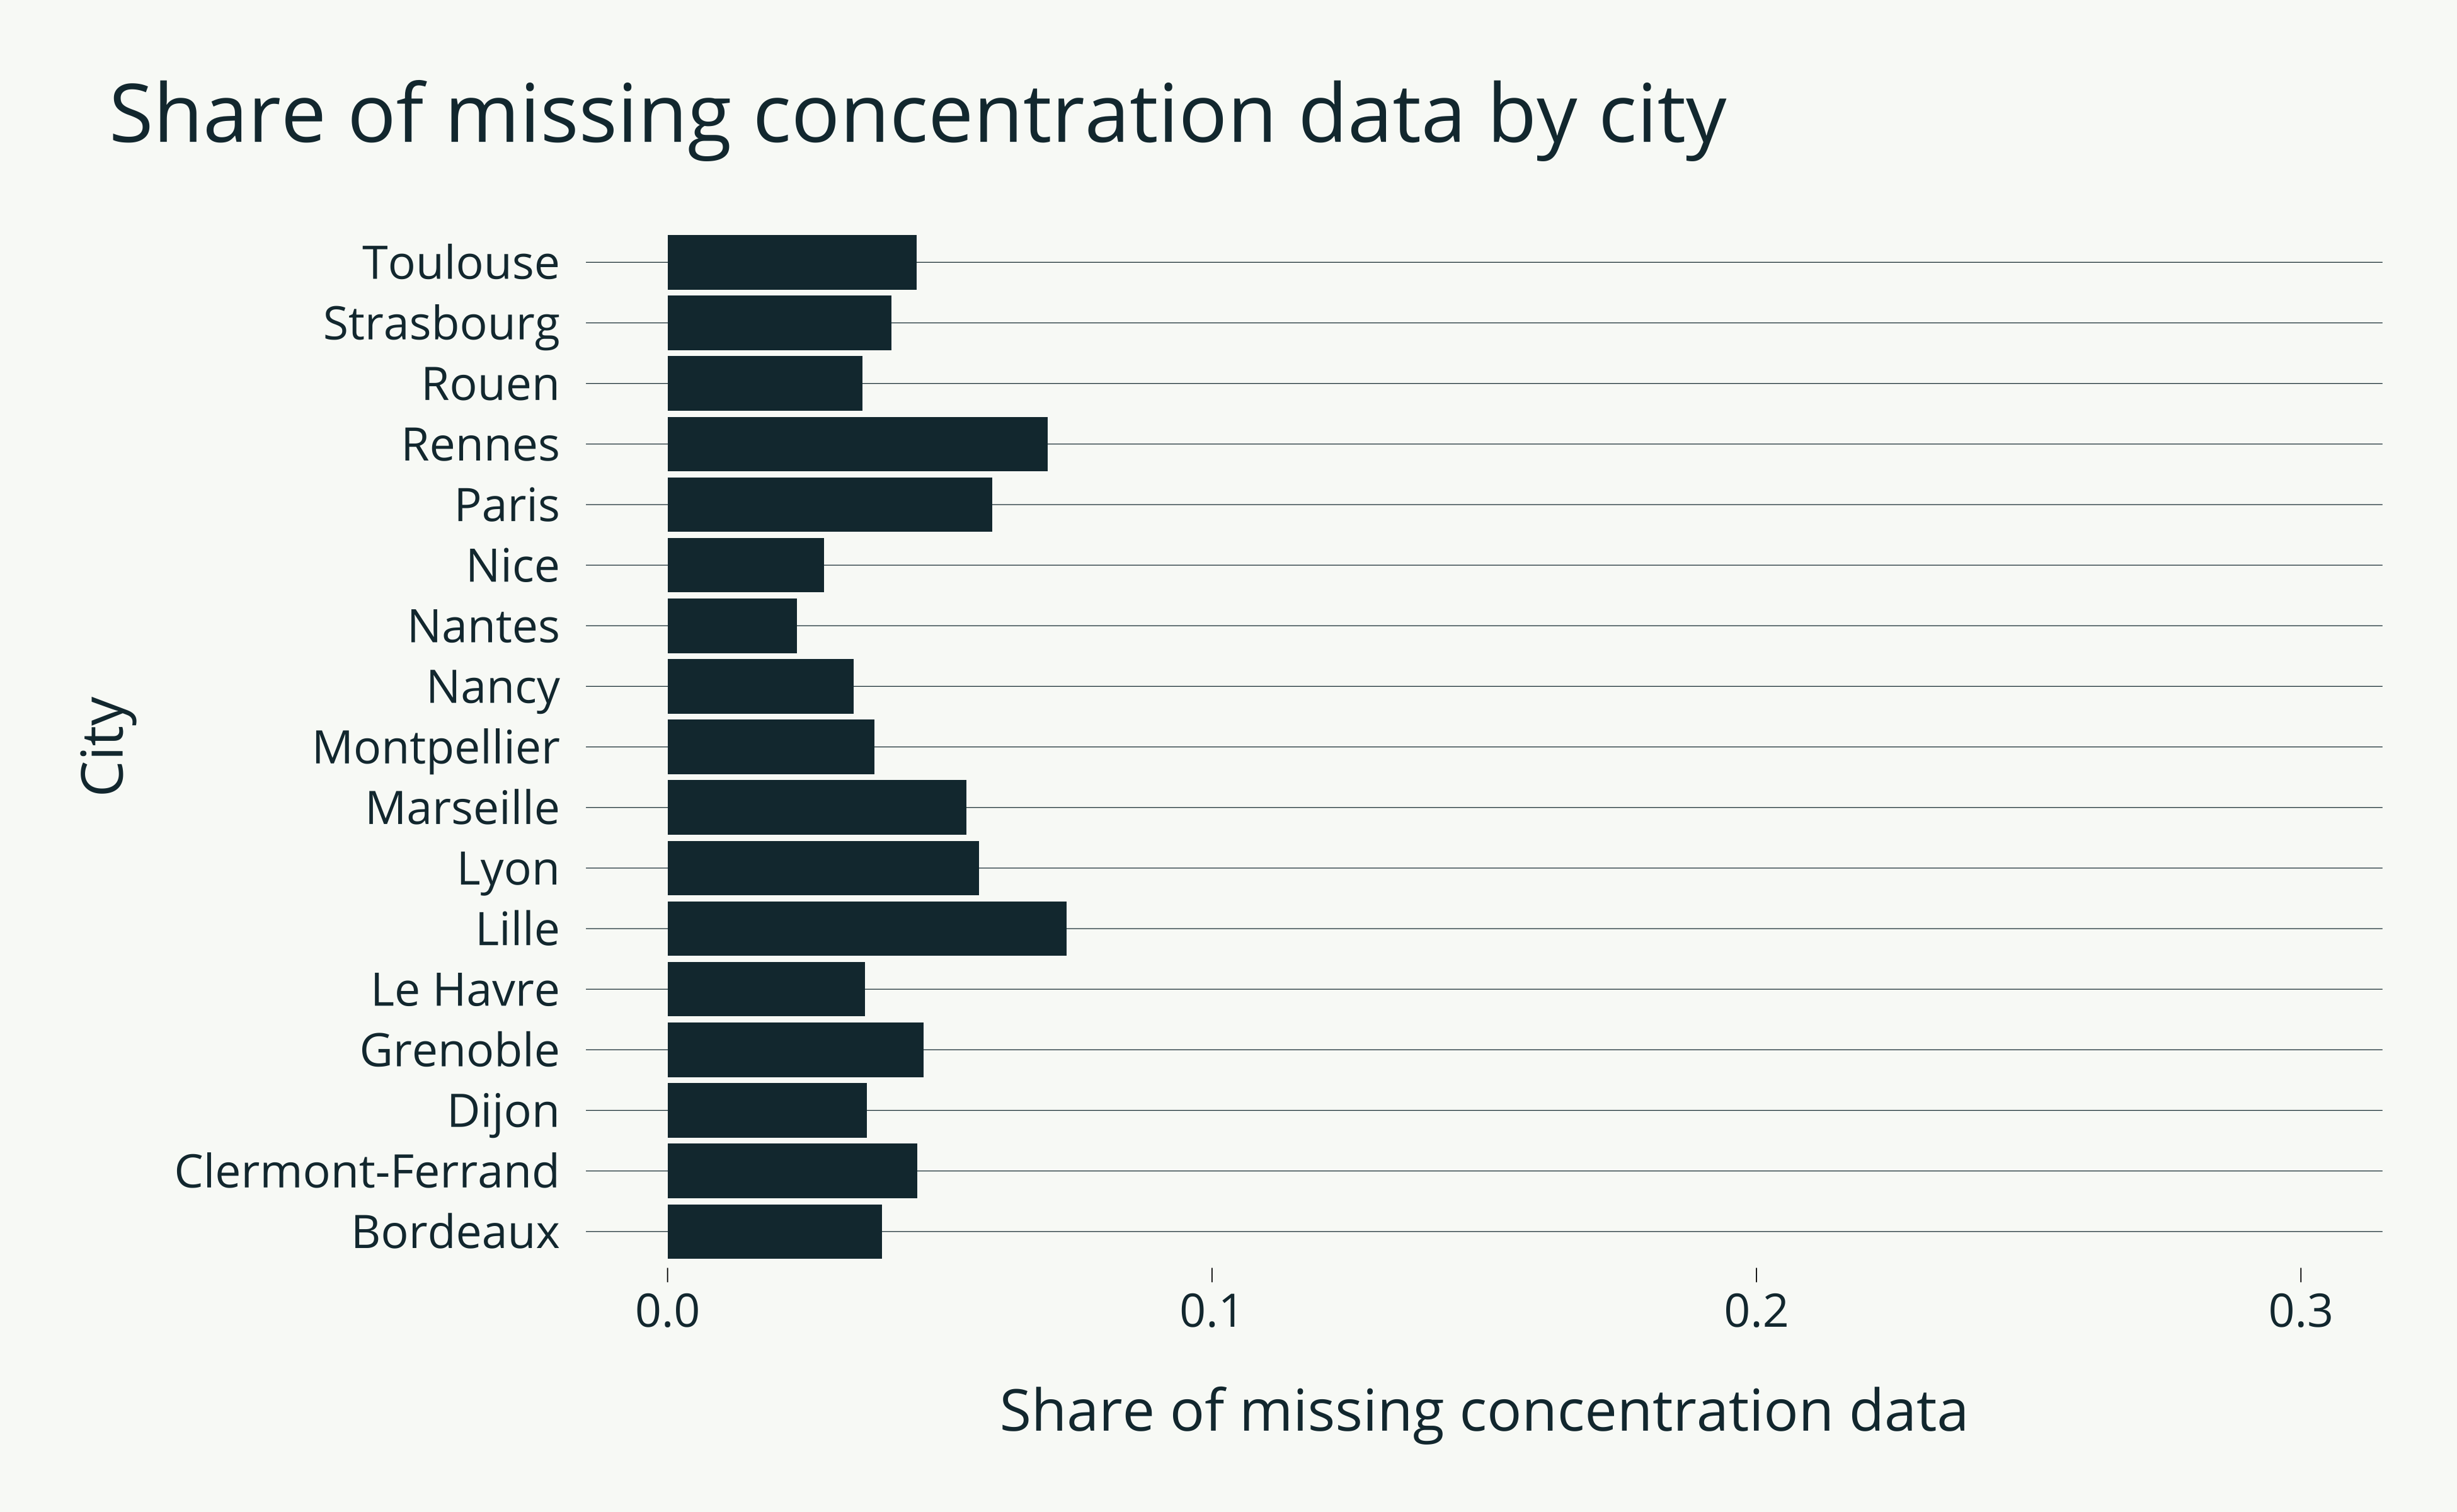 Share of missing concentration data by city
Toulouse
Strasbourg
Rouen
Rennes
Paris
Nice
Nantes
Nancy
Montpellier
Marseille
Lyon
Lille
Le Havre
Grenoble
Dijon
Clermont-Ferrand
Bordeaux
City
0.0 0.1 0.2 0.3
Share of missing concentration data